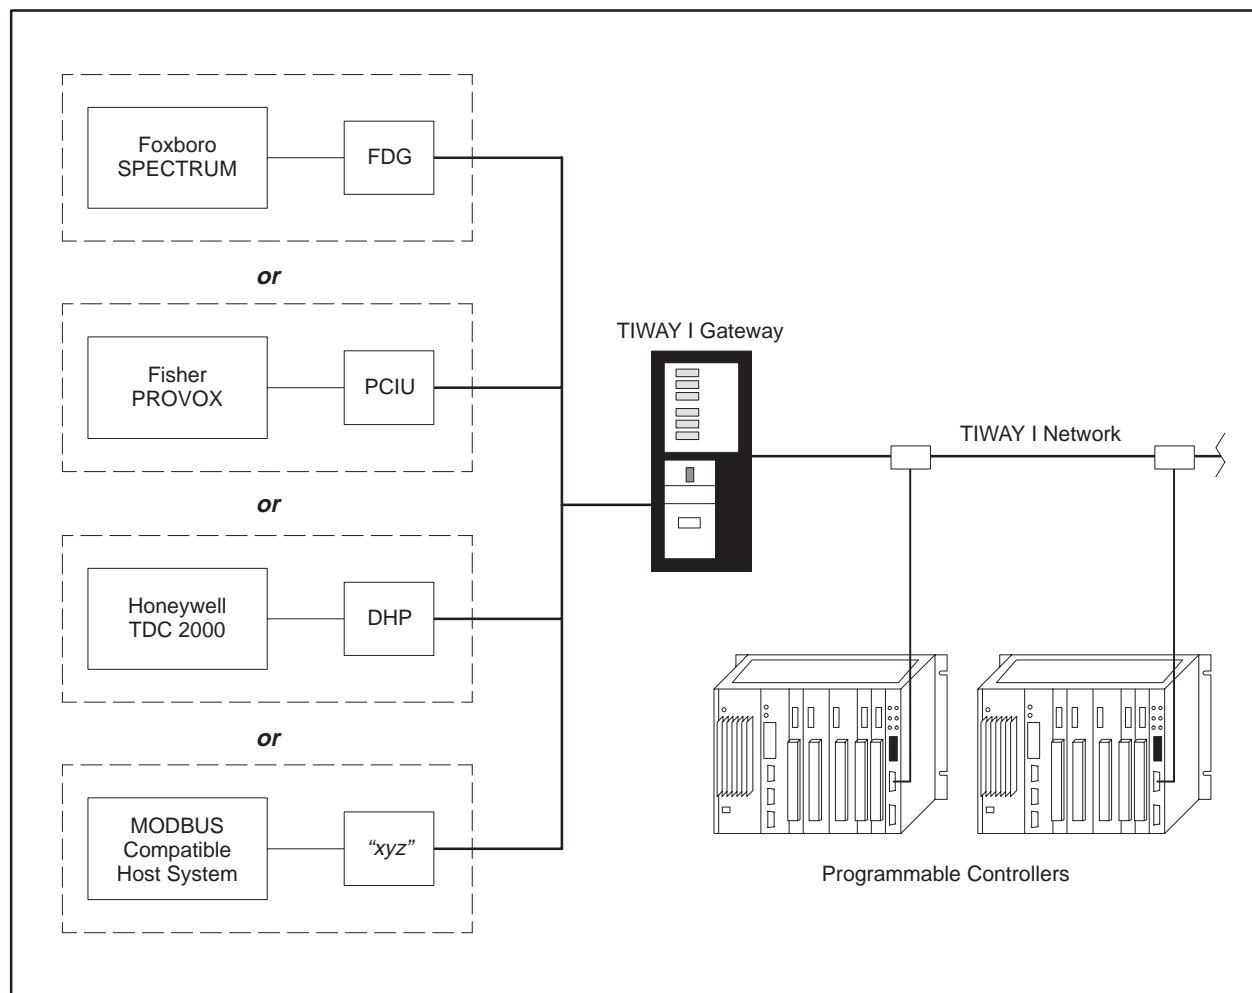 Foxboro
SPECTRUM
FDG
or
Fisher
PROVOX
PCIU
or
Honeywell
TDC 2000
DHP
or
MODBUS
Compatible
Host System
“xyz”
TIWAY I Gateway
TIWAY I Network
Programmable Controllers